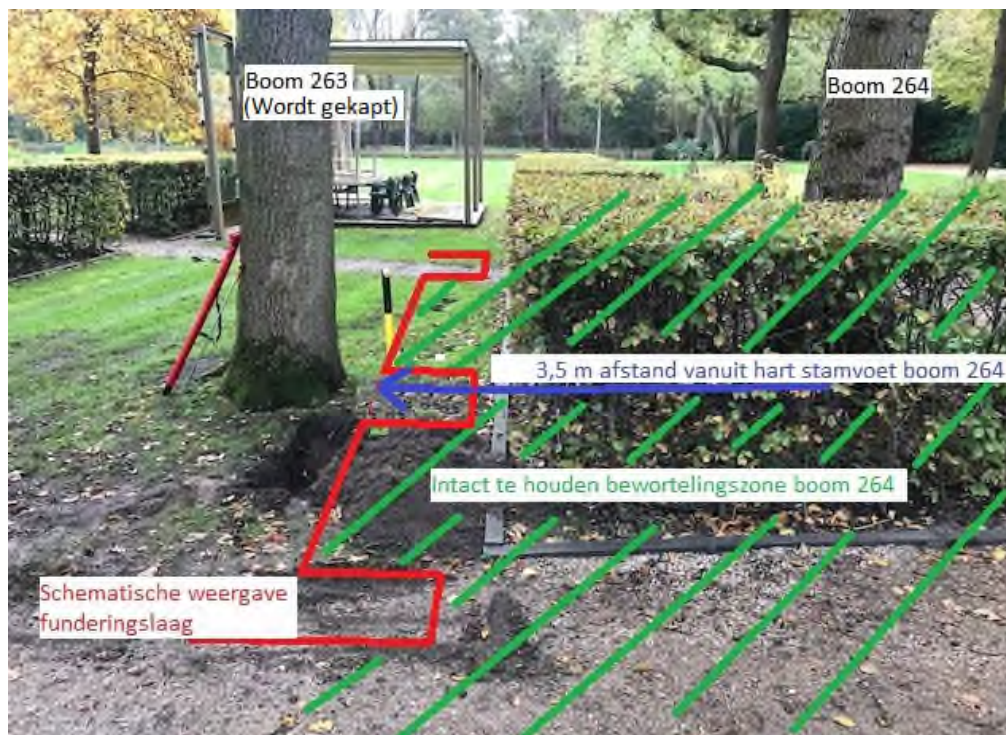 Boom 263
(Wordt gekapt)
Boom 264
3,5 m afstand vanuit hart stamvoet boom 264
Intact te houden bewortelingszone boom 264
Schematische weergave
funderingslaag